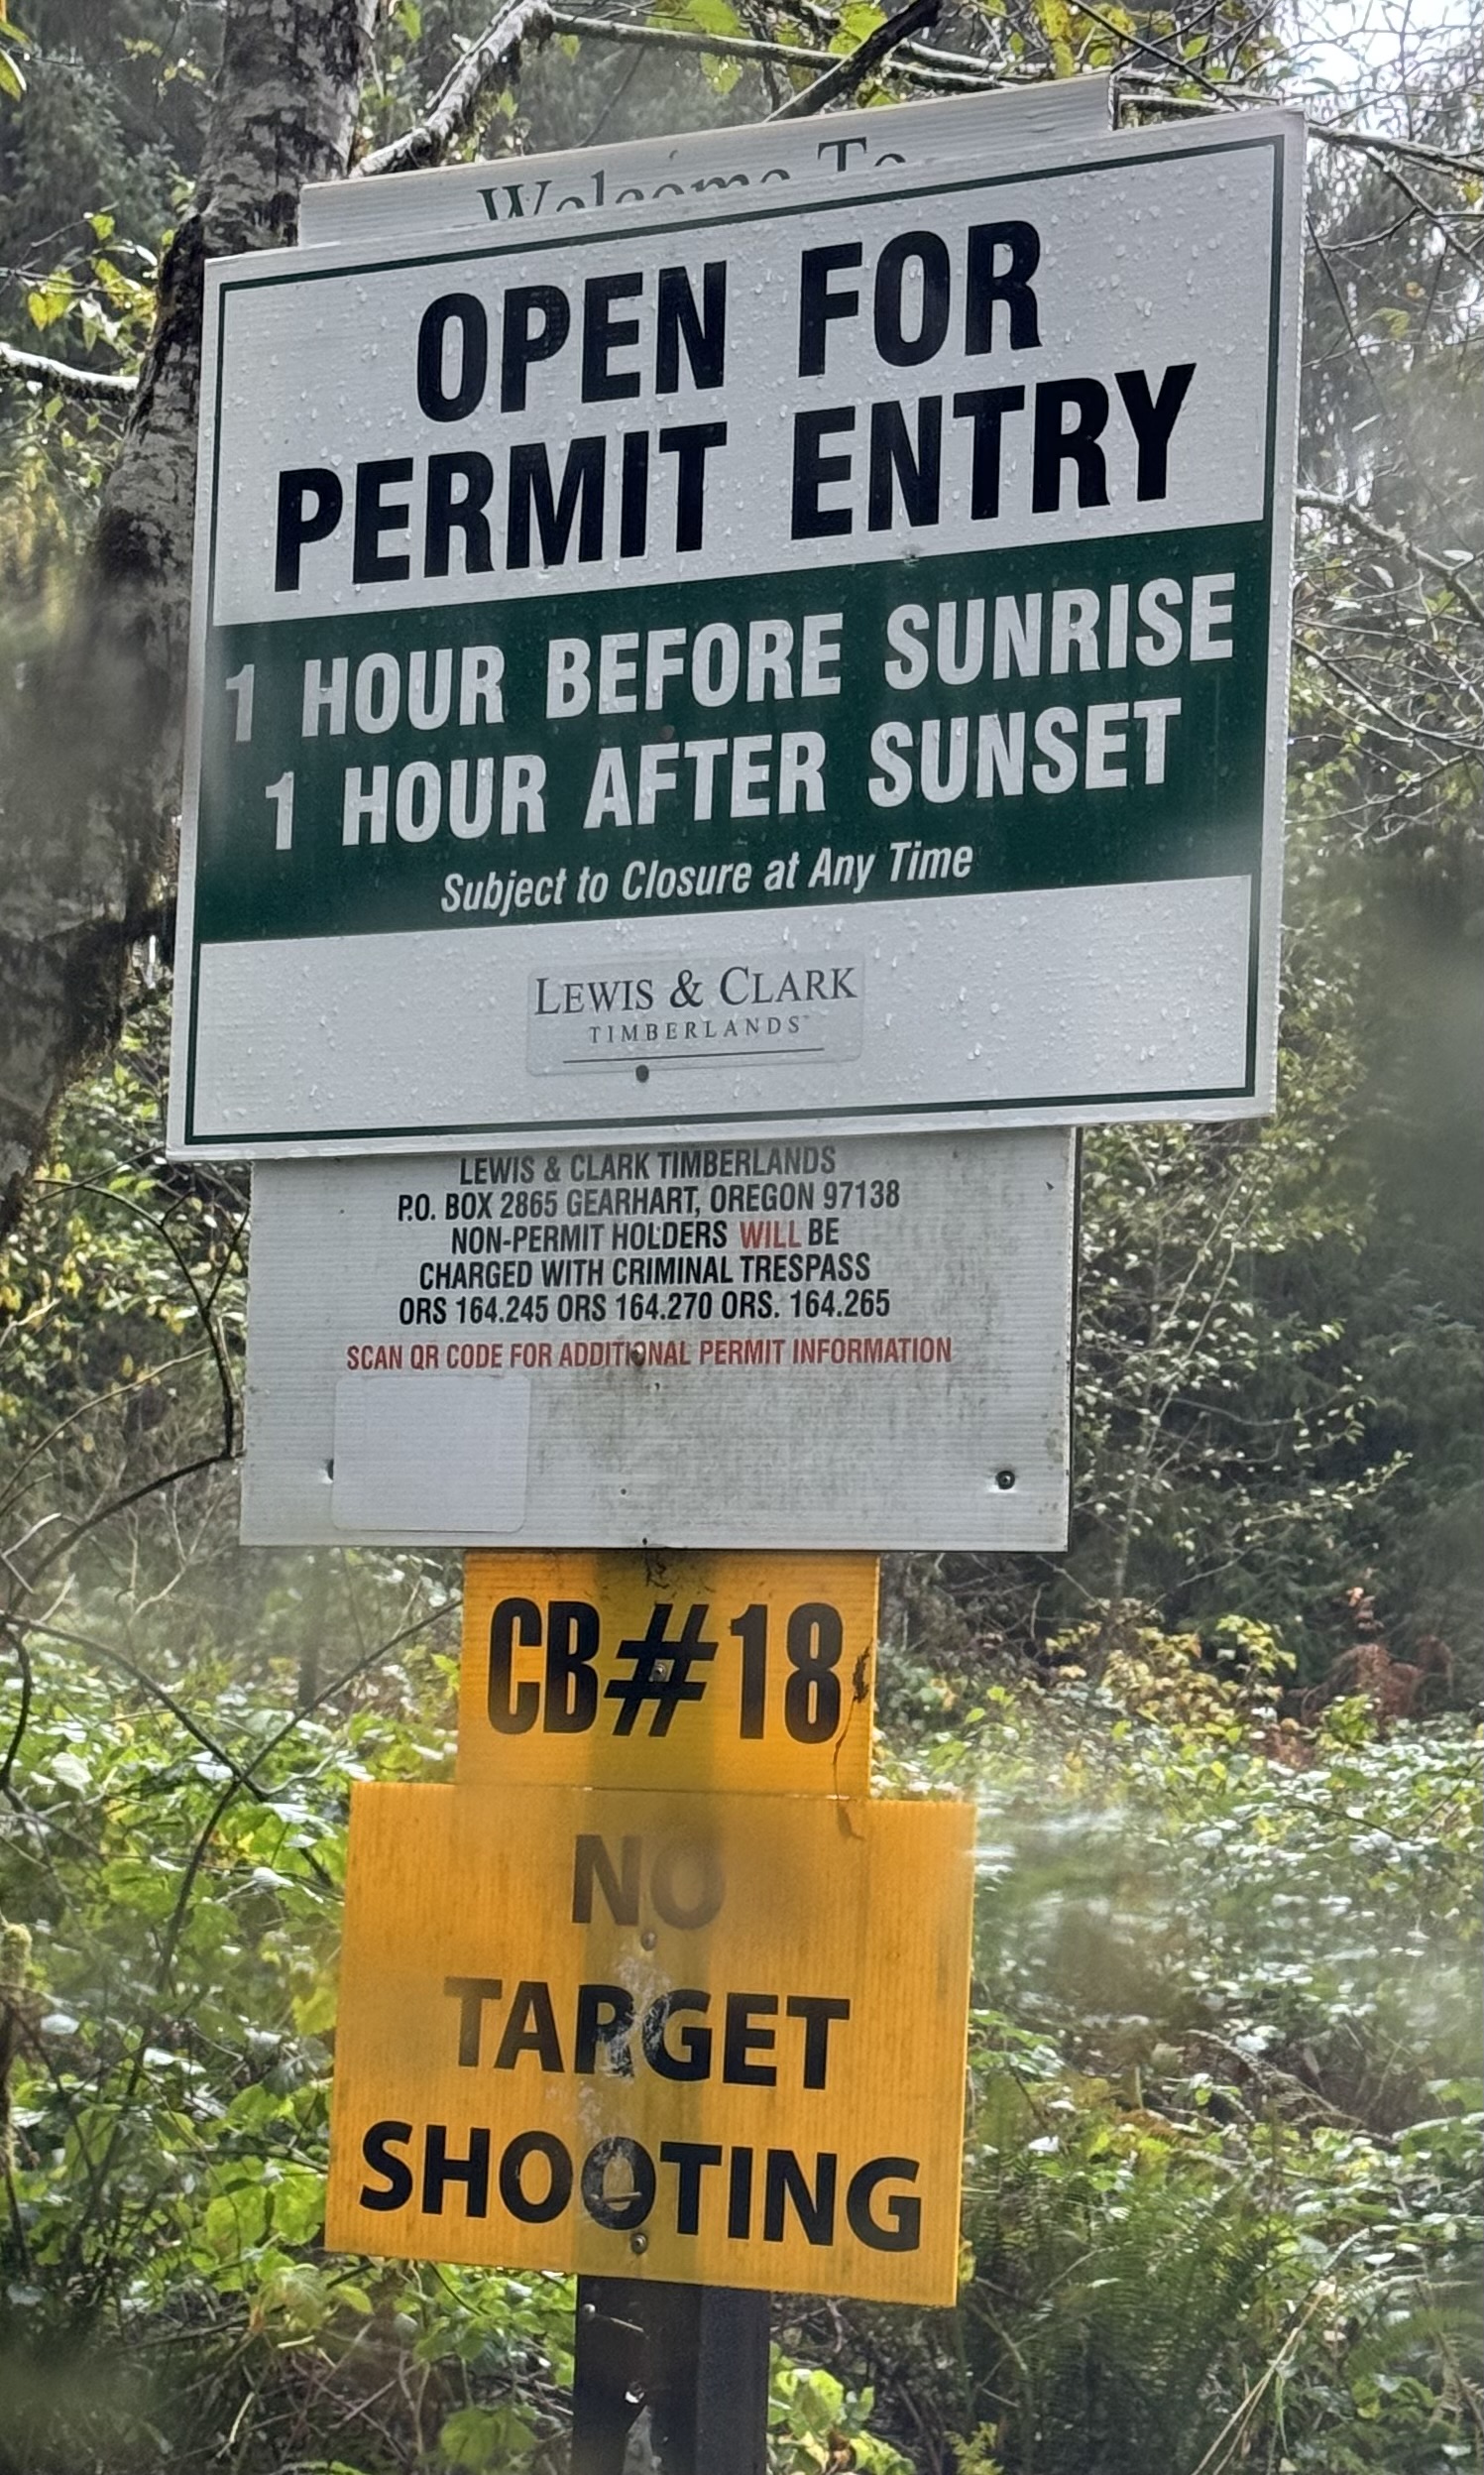 Welcome To
OPEN FOR
PERMIT ENTRY
1 HOUR BEFORE SUNRISE
1 HOUR AFTER SUNSET
Subject to Closure at Any Time
LEWIS & CLARK
TIMBERLANDS™
LEWIS & CLARK TIMBERLANDS
P.O. BOX 2865 GEARHART, OREGON 97138
NON-PERMIT HOLDERS WILL BE
CHARGED WITH CRIMINAL TRESPASS
ORS 164.245 ORS 164.270 ORS. 164.265
SCAN QR CODE FOR ADDITIONAL PERMIT INFORMATION
CB#18
NO
TARGET
SHOOTING